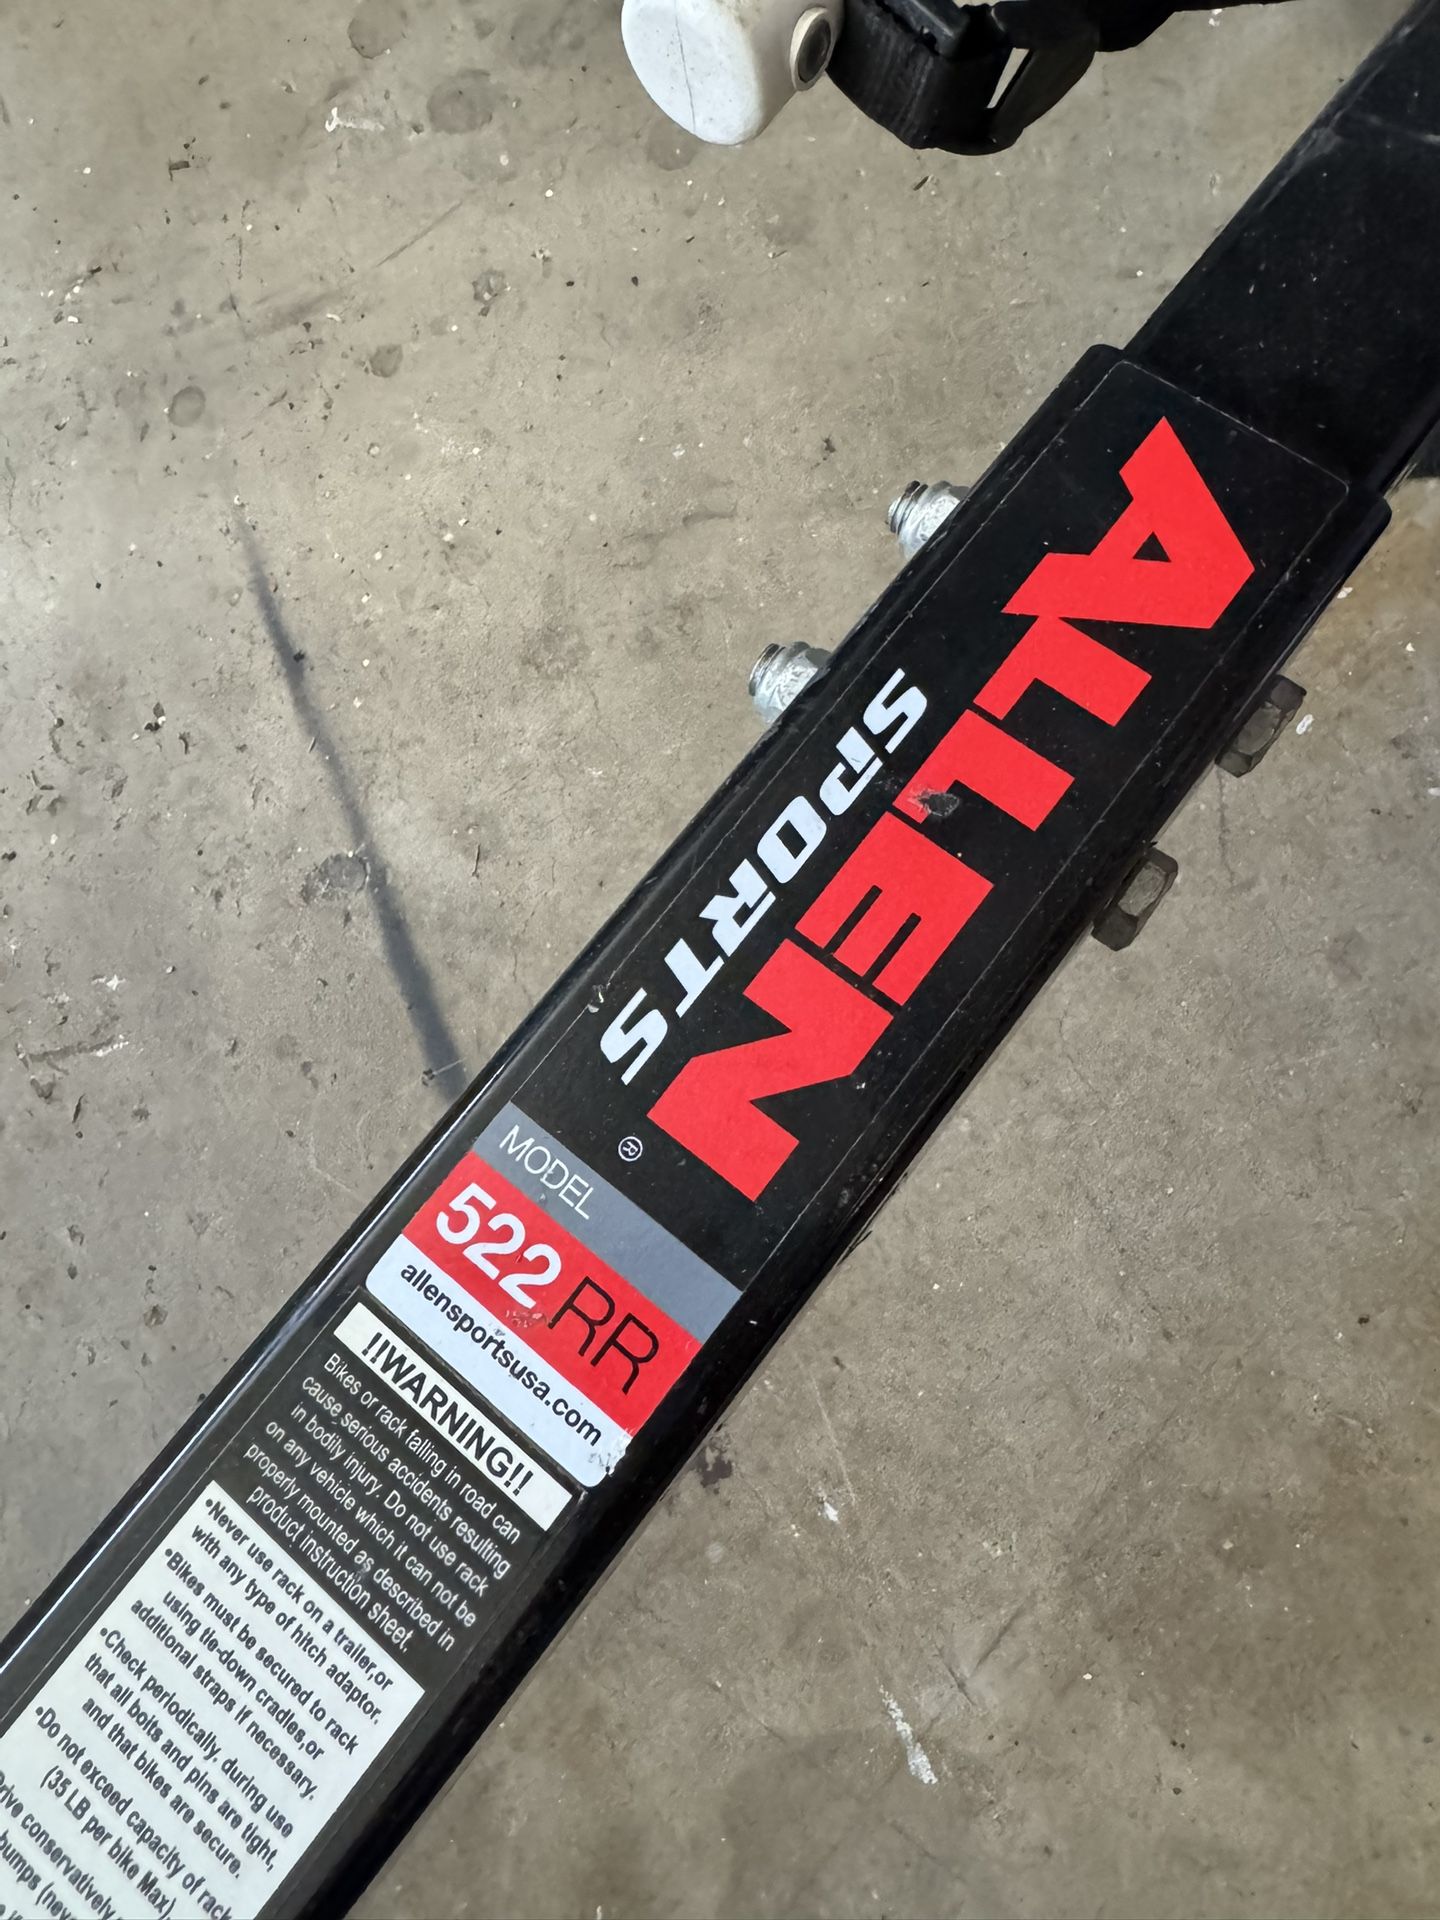 ALLEN
SPORTS
®
MODEL
522 RR
allensportsusa.com
!!WARNING!!
Bikes or rack falling in road can
cause serious accidents resulting
in bodily injury. Do not use rack
on any vehicle which it can not be
properly mounted as described in
product instruction sheet.
•Never use rack on a trailer,or
with any type of hitch adaptor.
•Bikes must be secured to rack
using tie-down cradles,or
additional straps if necessary.
•Check periodically. during use
that all bolts and pins are tight,
and that bikes are secure.
•Do not exceed capacity of rack
(35 LB per bike Max).
conservatively
bumps